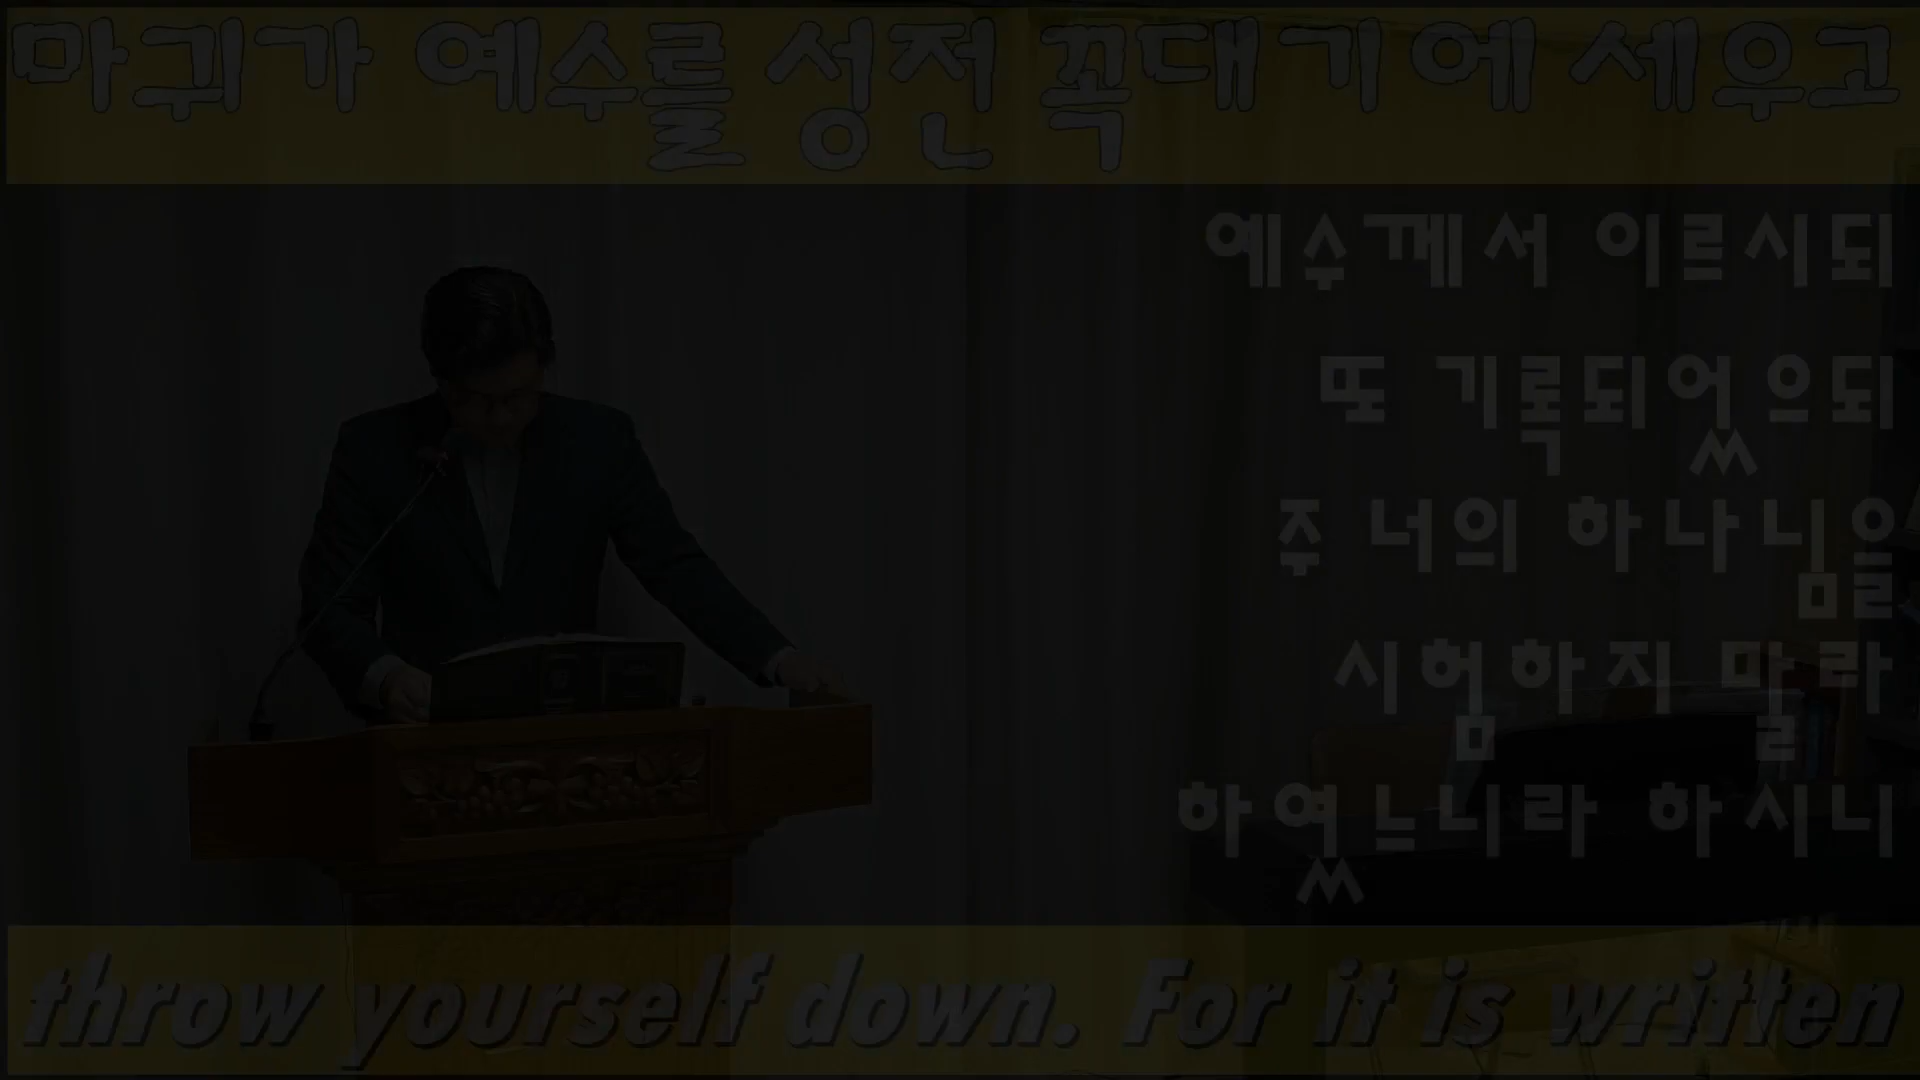 마귀가 예수를 성전 꼭대기에 세우고
예수께서 이르시되
또 기록되었으되
주 너의 하나님을
시험하지 말라
하였느니라 하시니
throw yourself down. For it is written